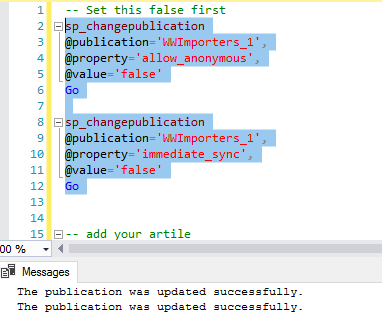 1 -- Set this false first
2 sp_changepublication
3 @publication='WWImporters_1',
4 @property='allow_anonymous',
5 @value='false'
6 Go
7
8 sp_changepublication
9 @publication='WWImporters_1',
10 @property='immediate_sync',
11 @value='false'
12 Go
13
14
15 -- add your artile
00 %
Messages
The publication was updated successfully.
The publication was updated successfully.